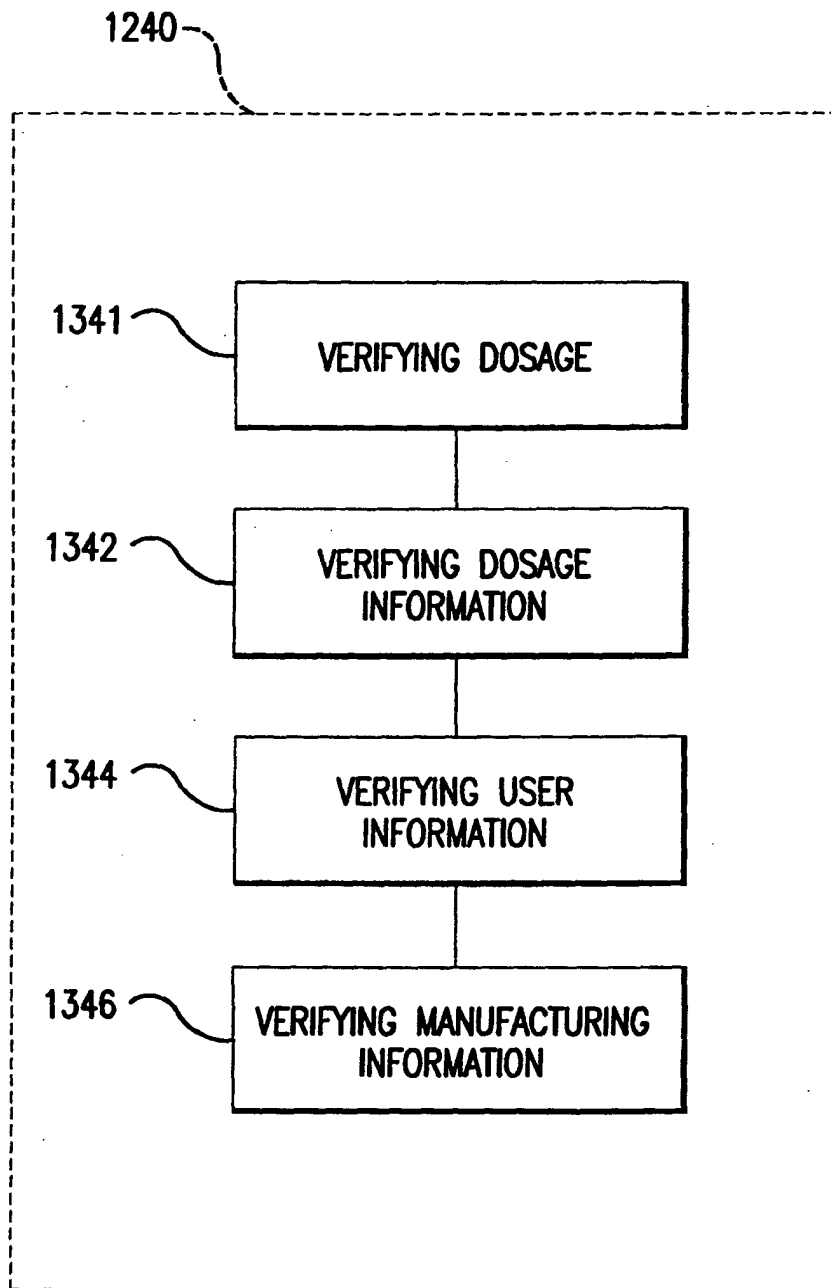 1240
1341
VERIFYING DOSAGE
1342
VERIFYING DOSAGE
INFORMATION
1344
VERIFYING USER
INFORMATION
1346
VERIFYING MANUFACTURING
INFORMATION